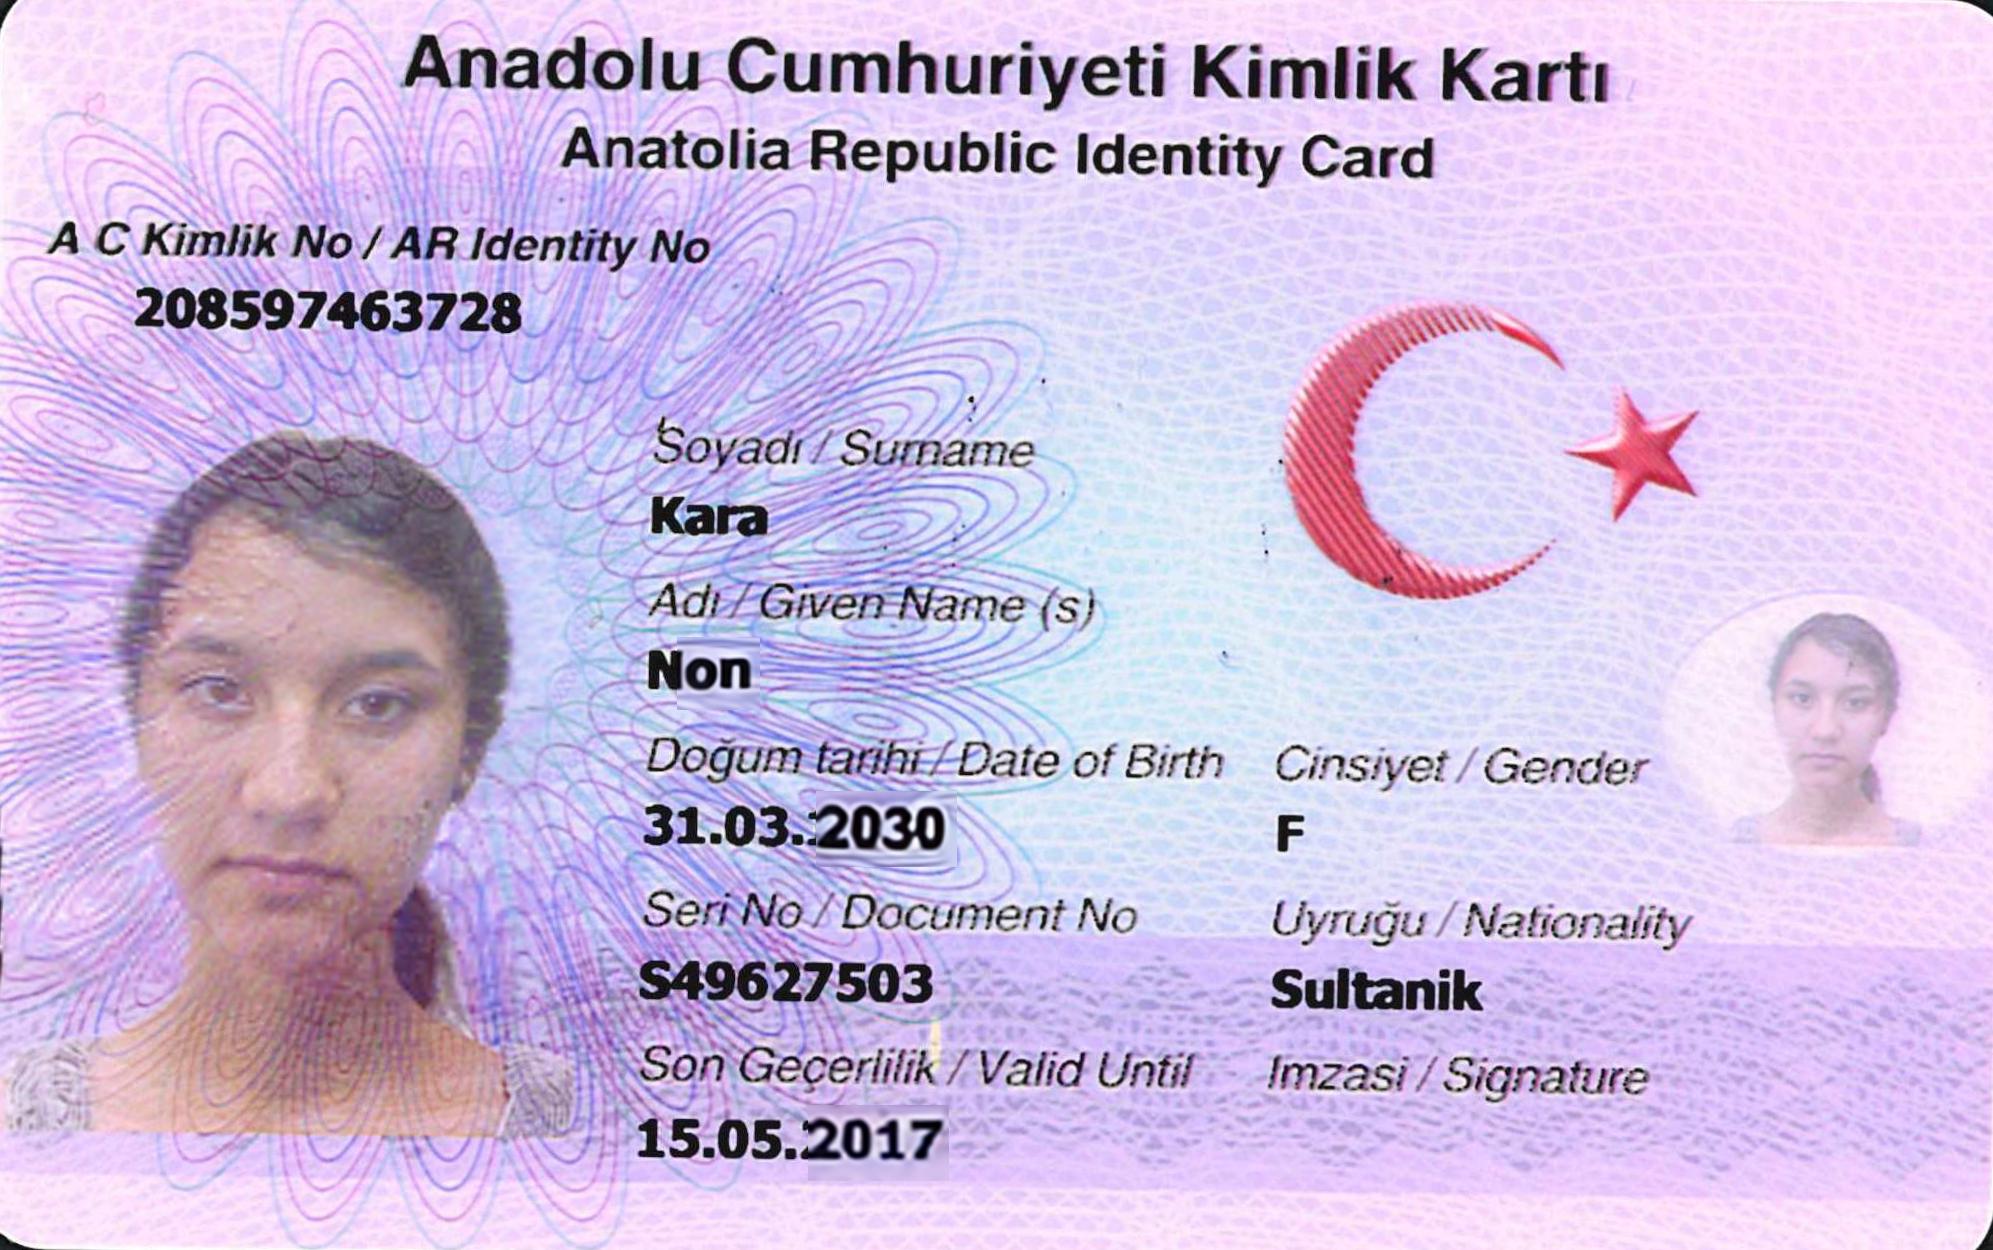 Anadolu Cumhuriyeti Kimlik Kartı
Anatolia Republic Identity Card
A C Kimlik No / AR Identity No
208597463728
Soyadı / Surname
Kara
Adı / Given Name (s)
Non
Doğum tarihi / Date of Birth
Cinsiyet / Gender
31.03.2030
F
Seri No / Document No
Uyruğu / Nationality
S49627503
Sultanik
Son Geçerlilik / Valid Until
Imzasi / Signature
15.05.2017